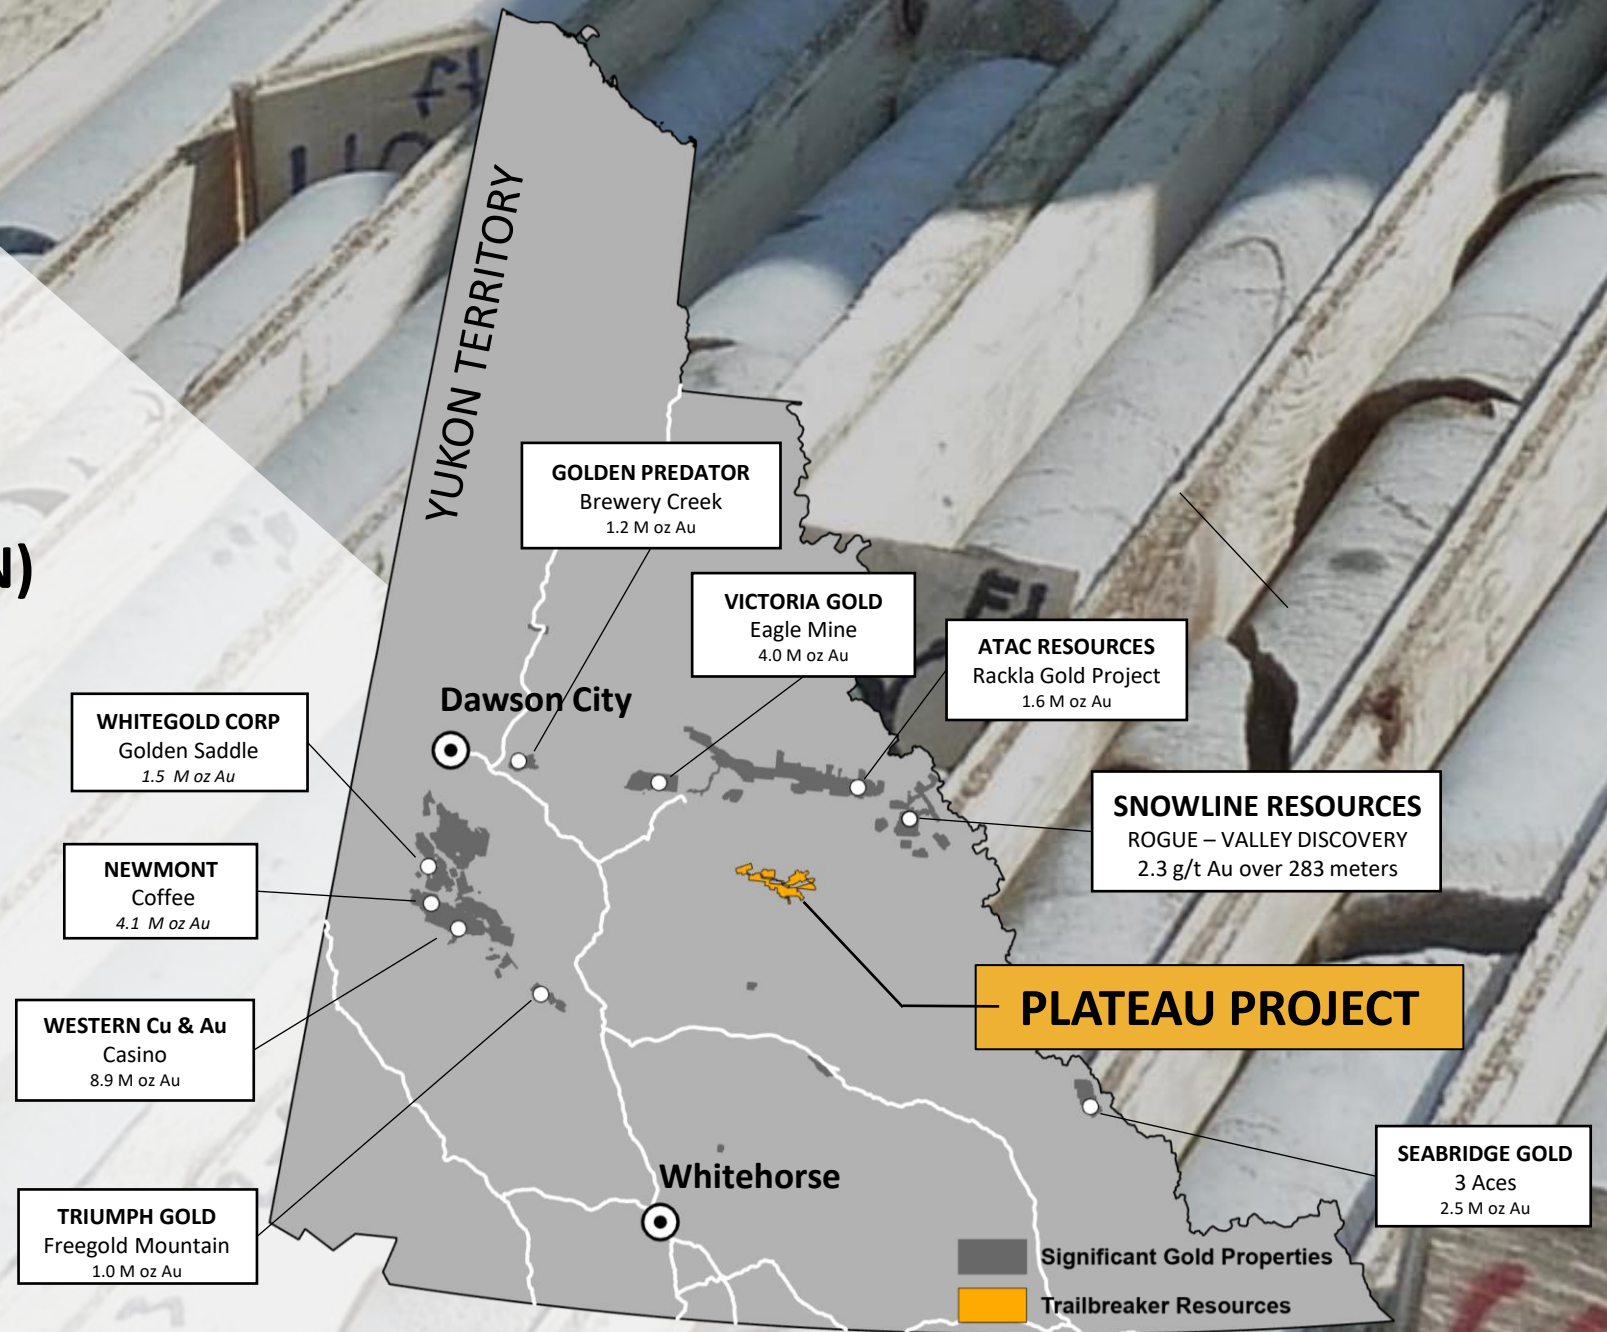 YUKON TERRITORY
N)
GOLDEN PREDATOR
Brewery Creek
1.2 M oz Au
VICTORIA GOLD
Eagle Mine
4.0 M oz Au
ATAC RESOURCES
Rackla Gold Project
1.6 M oz Au
Dawson City
WHITEGOLD CORP
Golden Saddle
1.5 M oz Au
SNOWLINE RESOURCES
ROGUE – VALLEY DISCOVERY
2.3 g/t Au over 283 meters
NEWMONT
Coffee
4.1 M oz Au
PLATEAU PROJECT
WESTERN Cu & Au
Casino
8.9 M oz Au
SEABRIDGE GOLD
3 Aces
2.5 M oz Au
Whitehorse
TRIUMPH GOLD
Freegold Mountain
1.0 M oz Au
Significant Gold Properties
Trailbreaker Resources